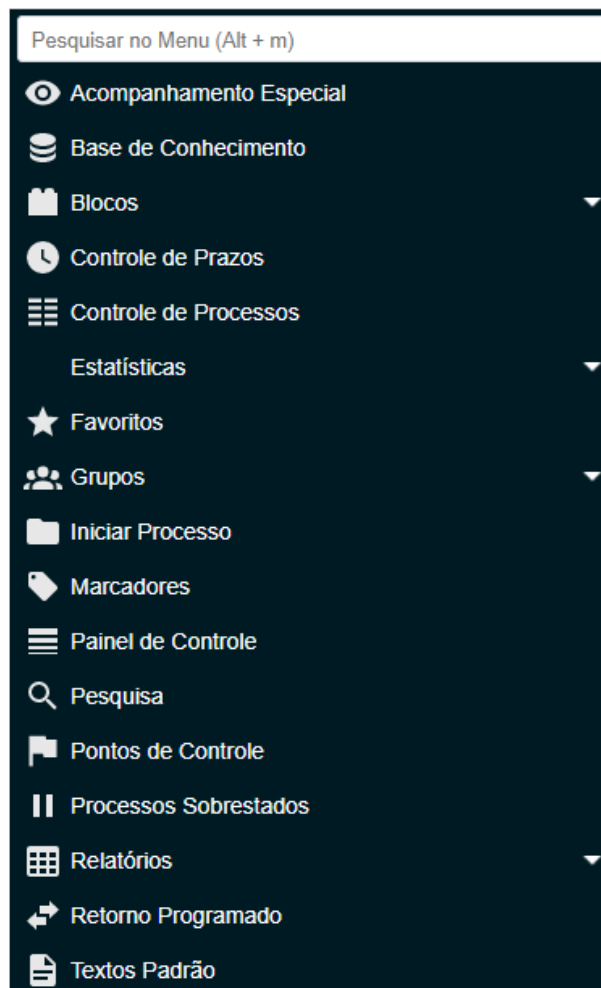 Pesquisar no Menu (Alt + m)
Acompanhamento Especial
Base de Conhecimento
Blocos
Controle de Prazos
Controle de Processos
Estatísticas
Favoritos
Grupos
Iniciar Processo
Marcadores
Painel de Controle
Pesquisa
Pontos de Controle
Processos Sobrestados
Relatórios
Retorno Programado
Textos Padrão